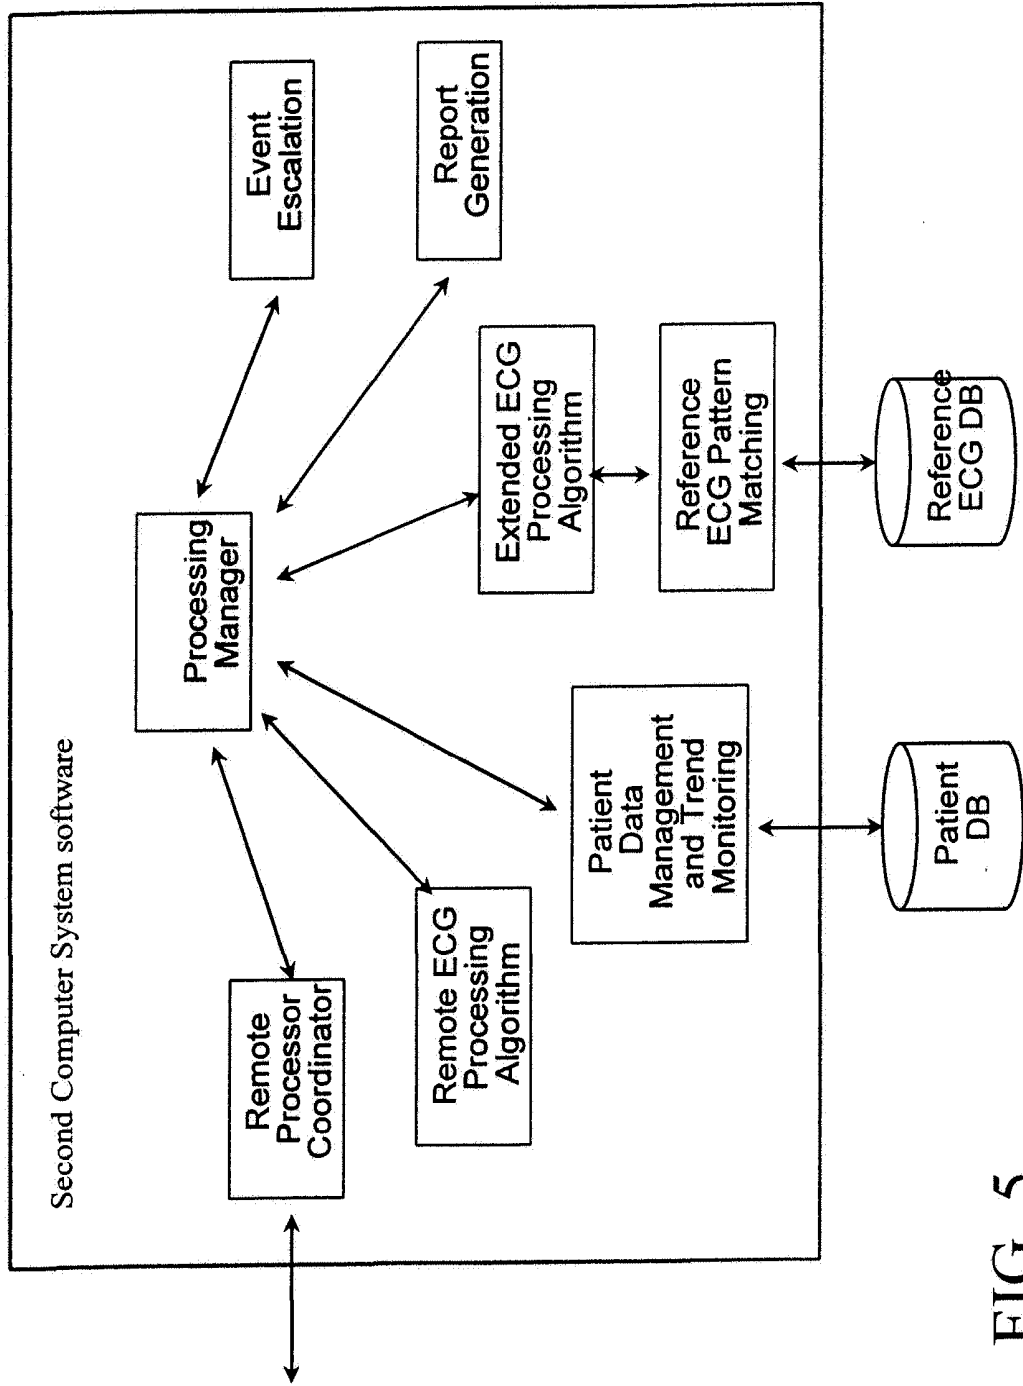 Second Computer System software
Processing
Manager
Remote
Processor
Coordinator
Event
Escalation
Remote ECG
Processing
Algorithm
Report
Generation
Extended ECG
Processing
Algorithm
Patient
Data
Management
and Trend
Monitoring
Reference
ECG Pattern
Matching
Patient
DB
Reference
ECG DB
FIG. 5